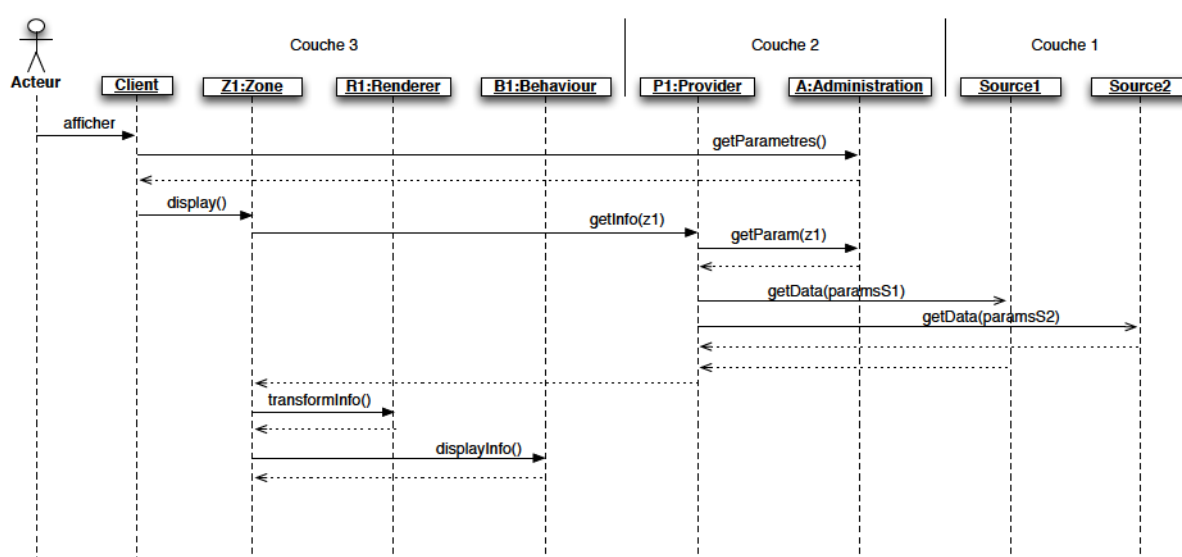 Couche 3
Couche 2
Couche 1
Acteur
Client
Z1:Zone
R1:Renderer
B1:Behaviour
P1:Provider
A:Administration
Source1
Source2
afficher
getParametres()
display()
getInfo(z1)
getParam(z1)
getData(paramsS1)
getData(paramsS2)
transformInfo()
displayInfo()